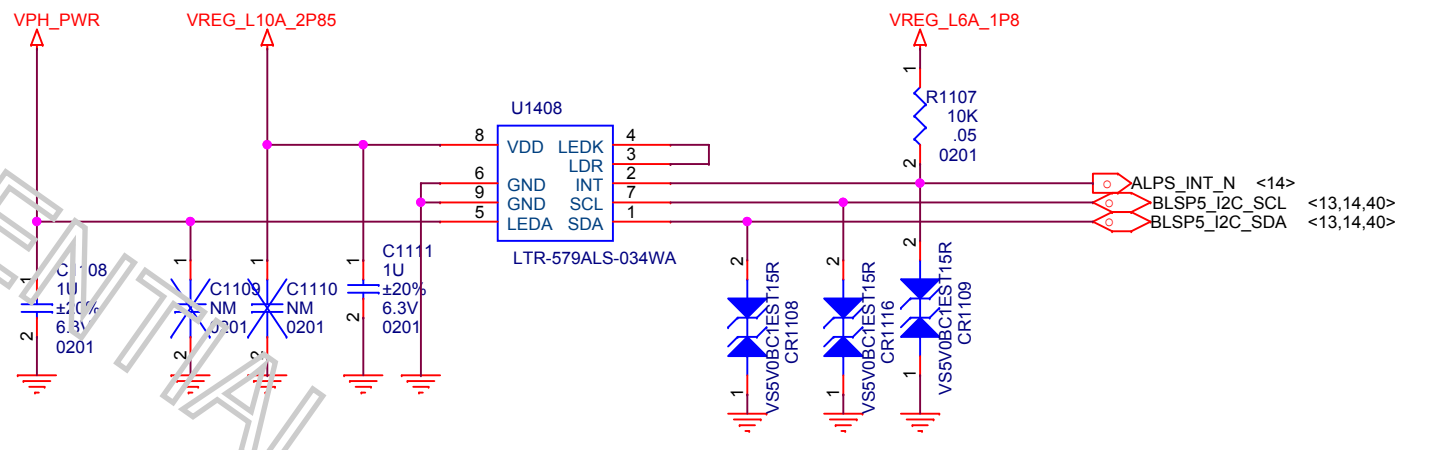 VPH_PWR
VREG_L10A_2P85
VREG_L6A_1P8
1
R1107
10K
.05
0201
2
U1408
8 VDD LEDK 4
LDR 3
6 GND INT 2
9 GND SCL 7
5 LEDA SDA 1
LTR-579ALS-034WA
ALPS_INT_N <14>
BLSP5_I2C_SCL <13,14,40>
BLSP5_I2C_SDA <13,14,40>
1
C1108
1U
±20%
6.3V
0201
2
1
C1109
NM
0201
2
1
C1110
NM
0201
2
1
C1111
1U
±20%
6.3V
0201
2
2
VS5V0BC1EST15R
CR1108
1
2
VS5V0BC1EST15R
CR1116
1
2
VS5V0BC1EST15R
CR1109
1
ENTIAL